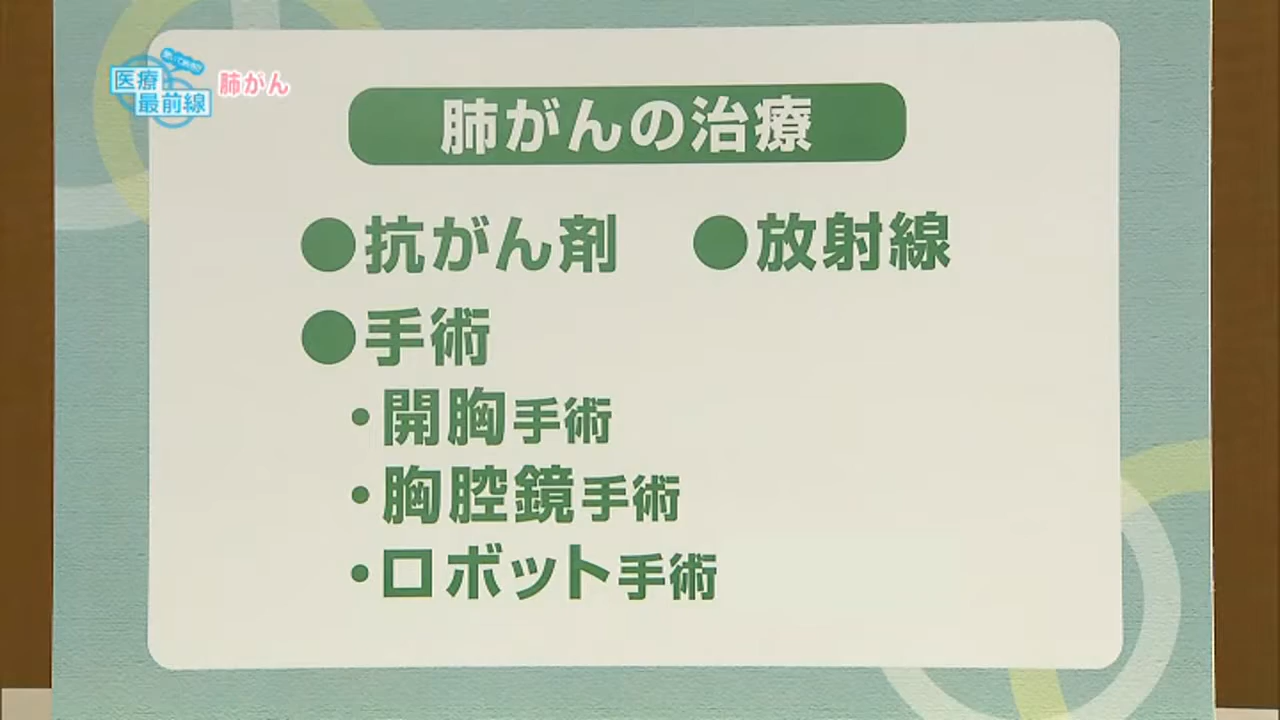 医療
最前線
肺がん
肺がんの治療
●抗がん剤 ●放射線
●手術
・開胸手術
・胸腔鏡手術
・ロボット手術